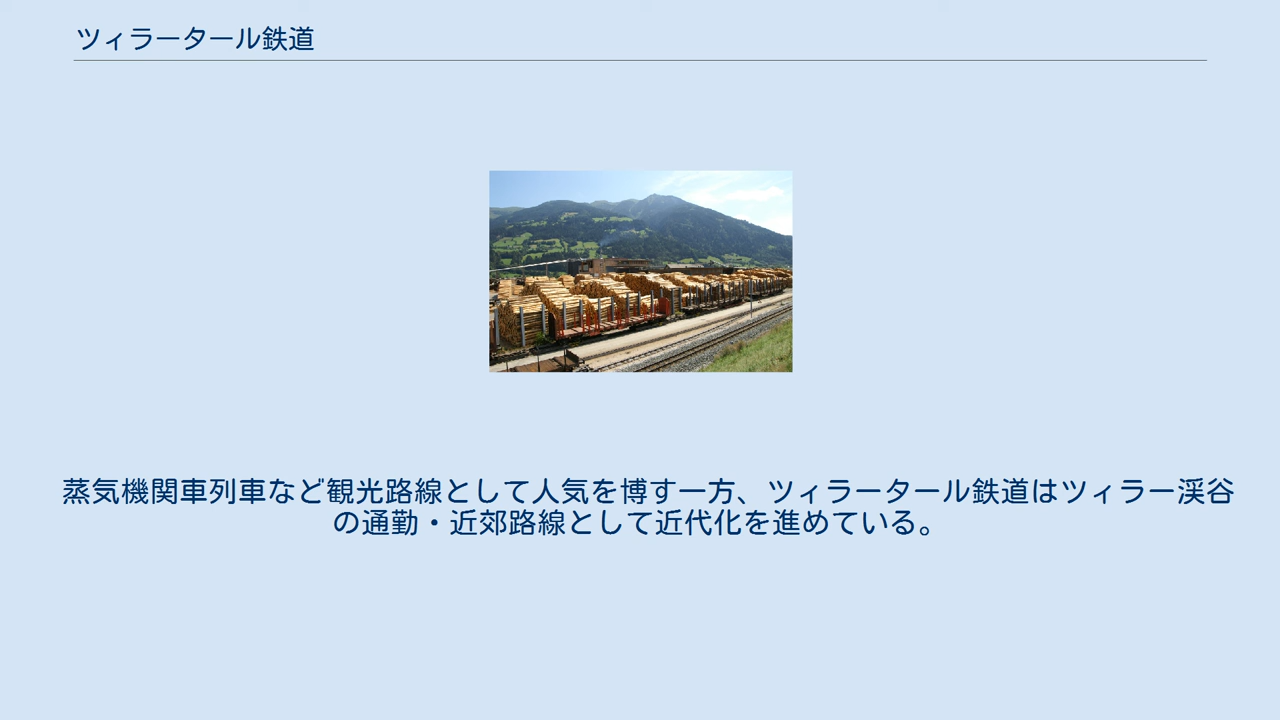 ツィラータール鉄道
蒸気機関車列車など観光路線として人気を博す一方、ツィラータール鉄道はツィラー渓谷
の通勤・近郊路線として近代化を進めている。